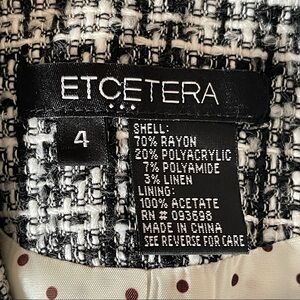 ETCETERA
4
SHELL:
70% RAYON
20% POLYACRYLIC
7% POLYAMIDE
3% LINEN
LINING:
100% ACETATE
RN # 093698
MADE IN CHINA
SEE REVERSE FOR CARE